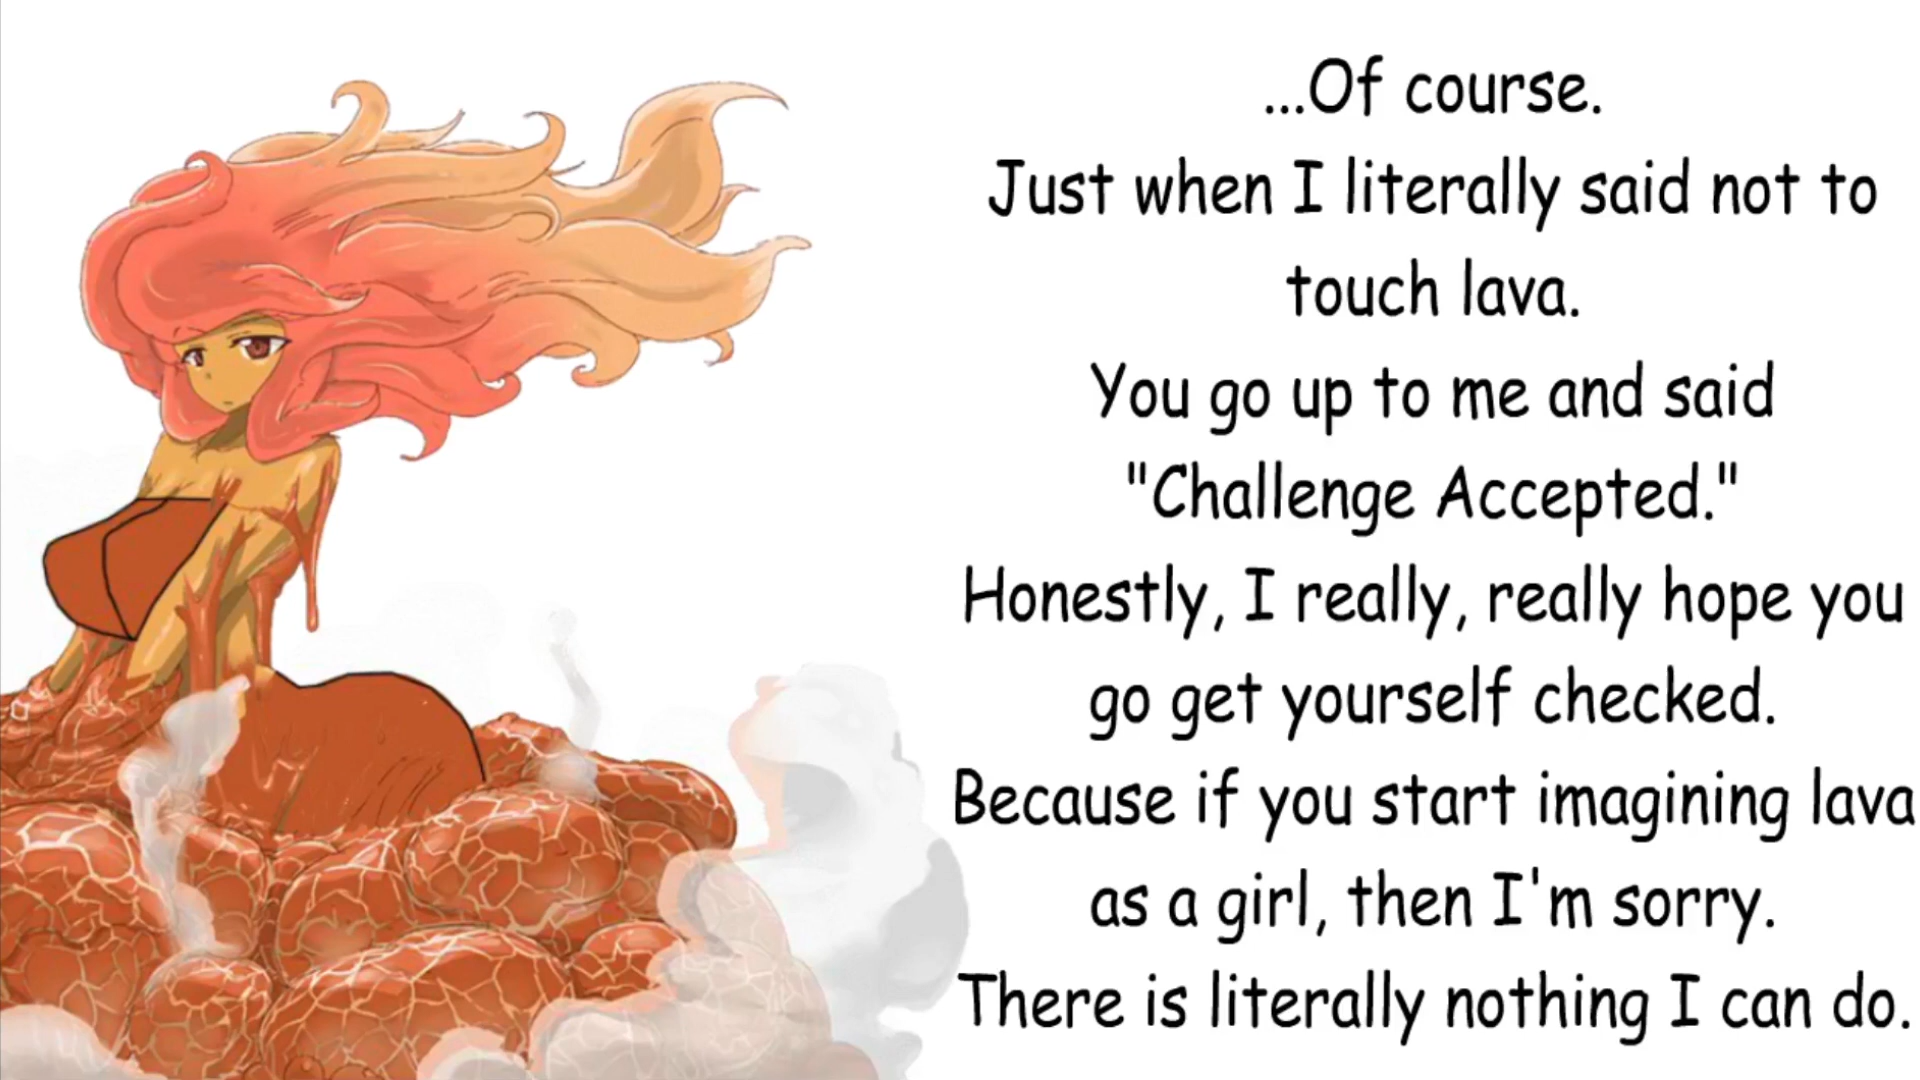 ...Of course.
Just when I literally said not to
touch lava.
You go up to me and said
"Challenge Accepted."
Honestly, I really, really hope you
go get yourself checked.
Because if you start imagining lava
as a girl, then I'm sorry.
There is literally nothing I can do.